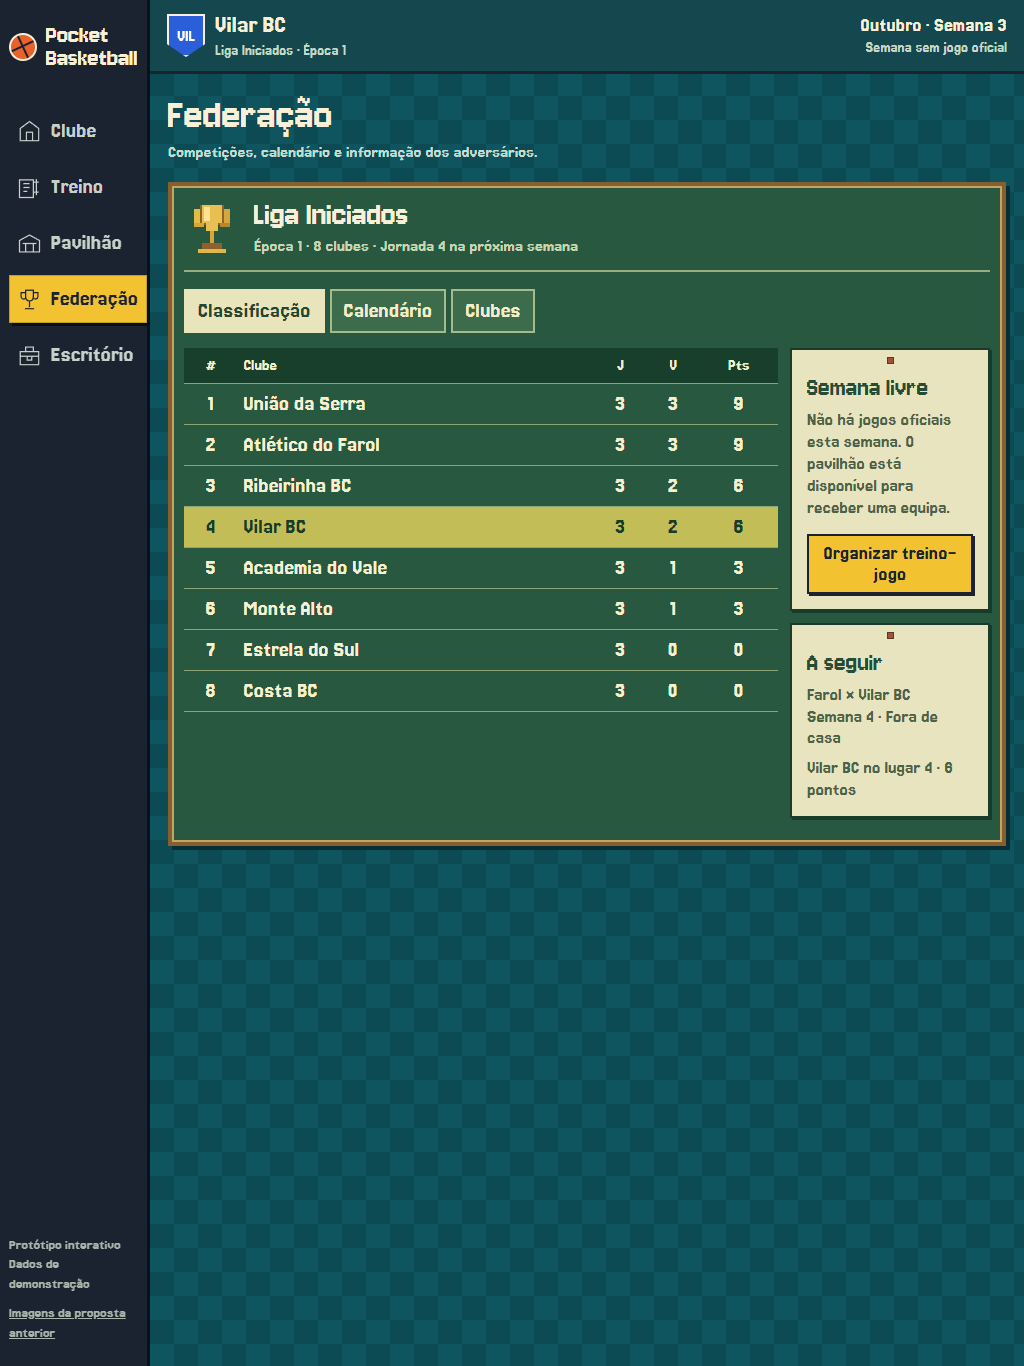 Pocket
Basketball
Clube
Treino
Pavilhão
Federação
Escritório
Protótipo interativo
Dados de
demonstração
Imagens da proposta
anterior
VIL
Vilar BC
Liga Iniciados · Época 1
Outubro · Semana 3
Semana sem jogo oficial
Federação
Competições, calendário e informação dos adversários.
Liga Iniciados
Época 1 · 8 clubes · Jornada 4 na próxima semana
Classificação Calendário Clubes
# Clube J V Pts
1 União da Serra 3 3 9
2 Atlético do Farol 3 3 9
3 Ribeirinha BC 3 2 6
4 Vilar BC 3 2 6
5 Academia do Vale 3 1 3
6 Monte Alto 3 1 3
7 Estrela do Sul 3 0 0
8 Costa BC 3 0 0
Semana livre
Não há jogos oficiais
esta semana. O
pavilhão está
disponível para
receber uma equipa.
Organizar treino-
jogo
A seguir
Farol × Vilar BC
Semana 4 · Fora de
casa
Vilar BC no lugar 4 · 6
pontos